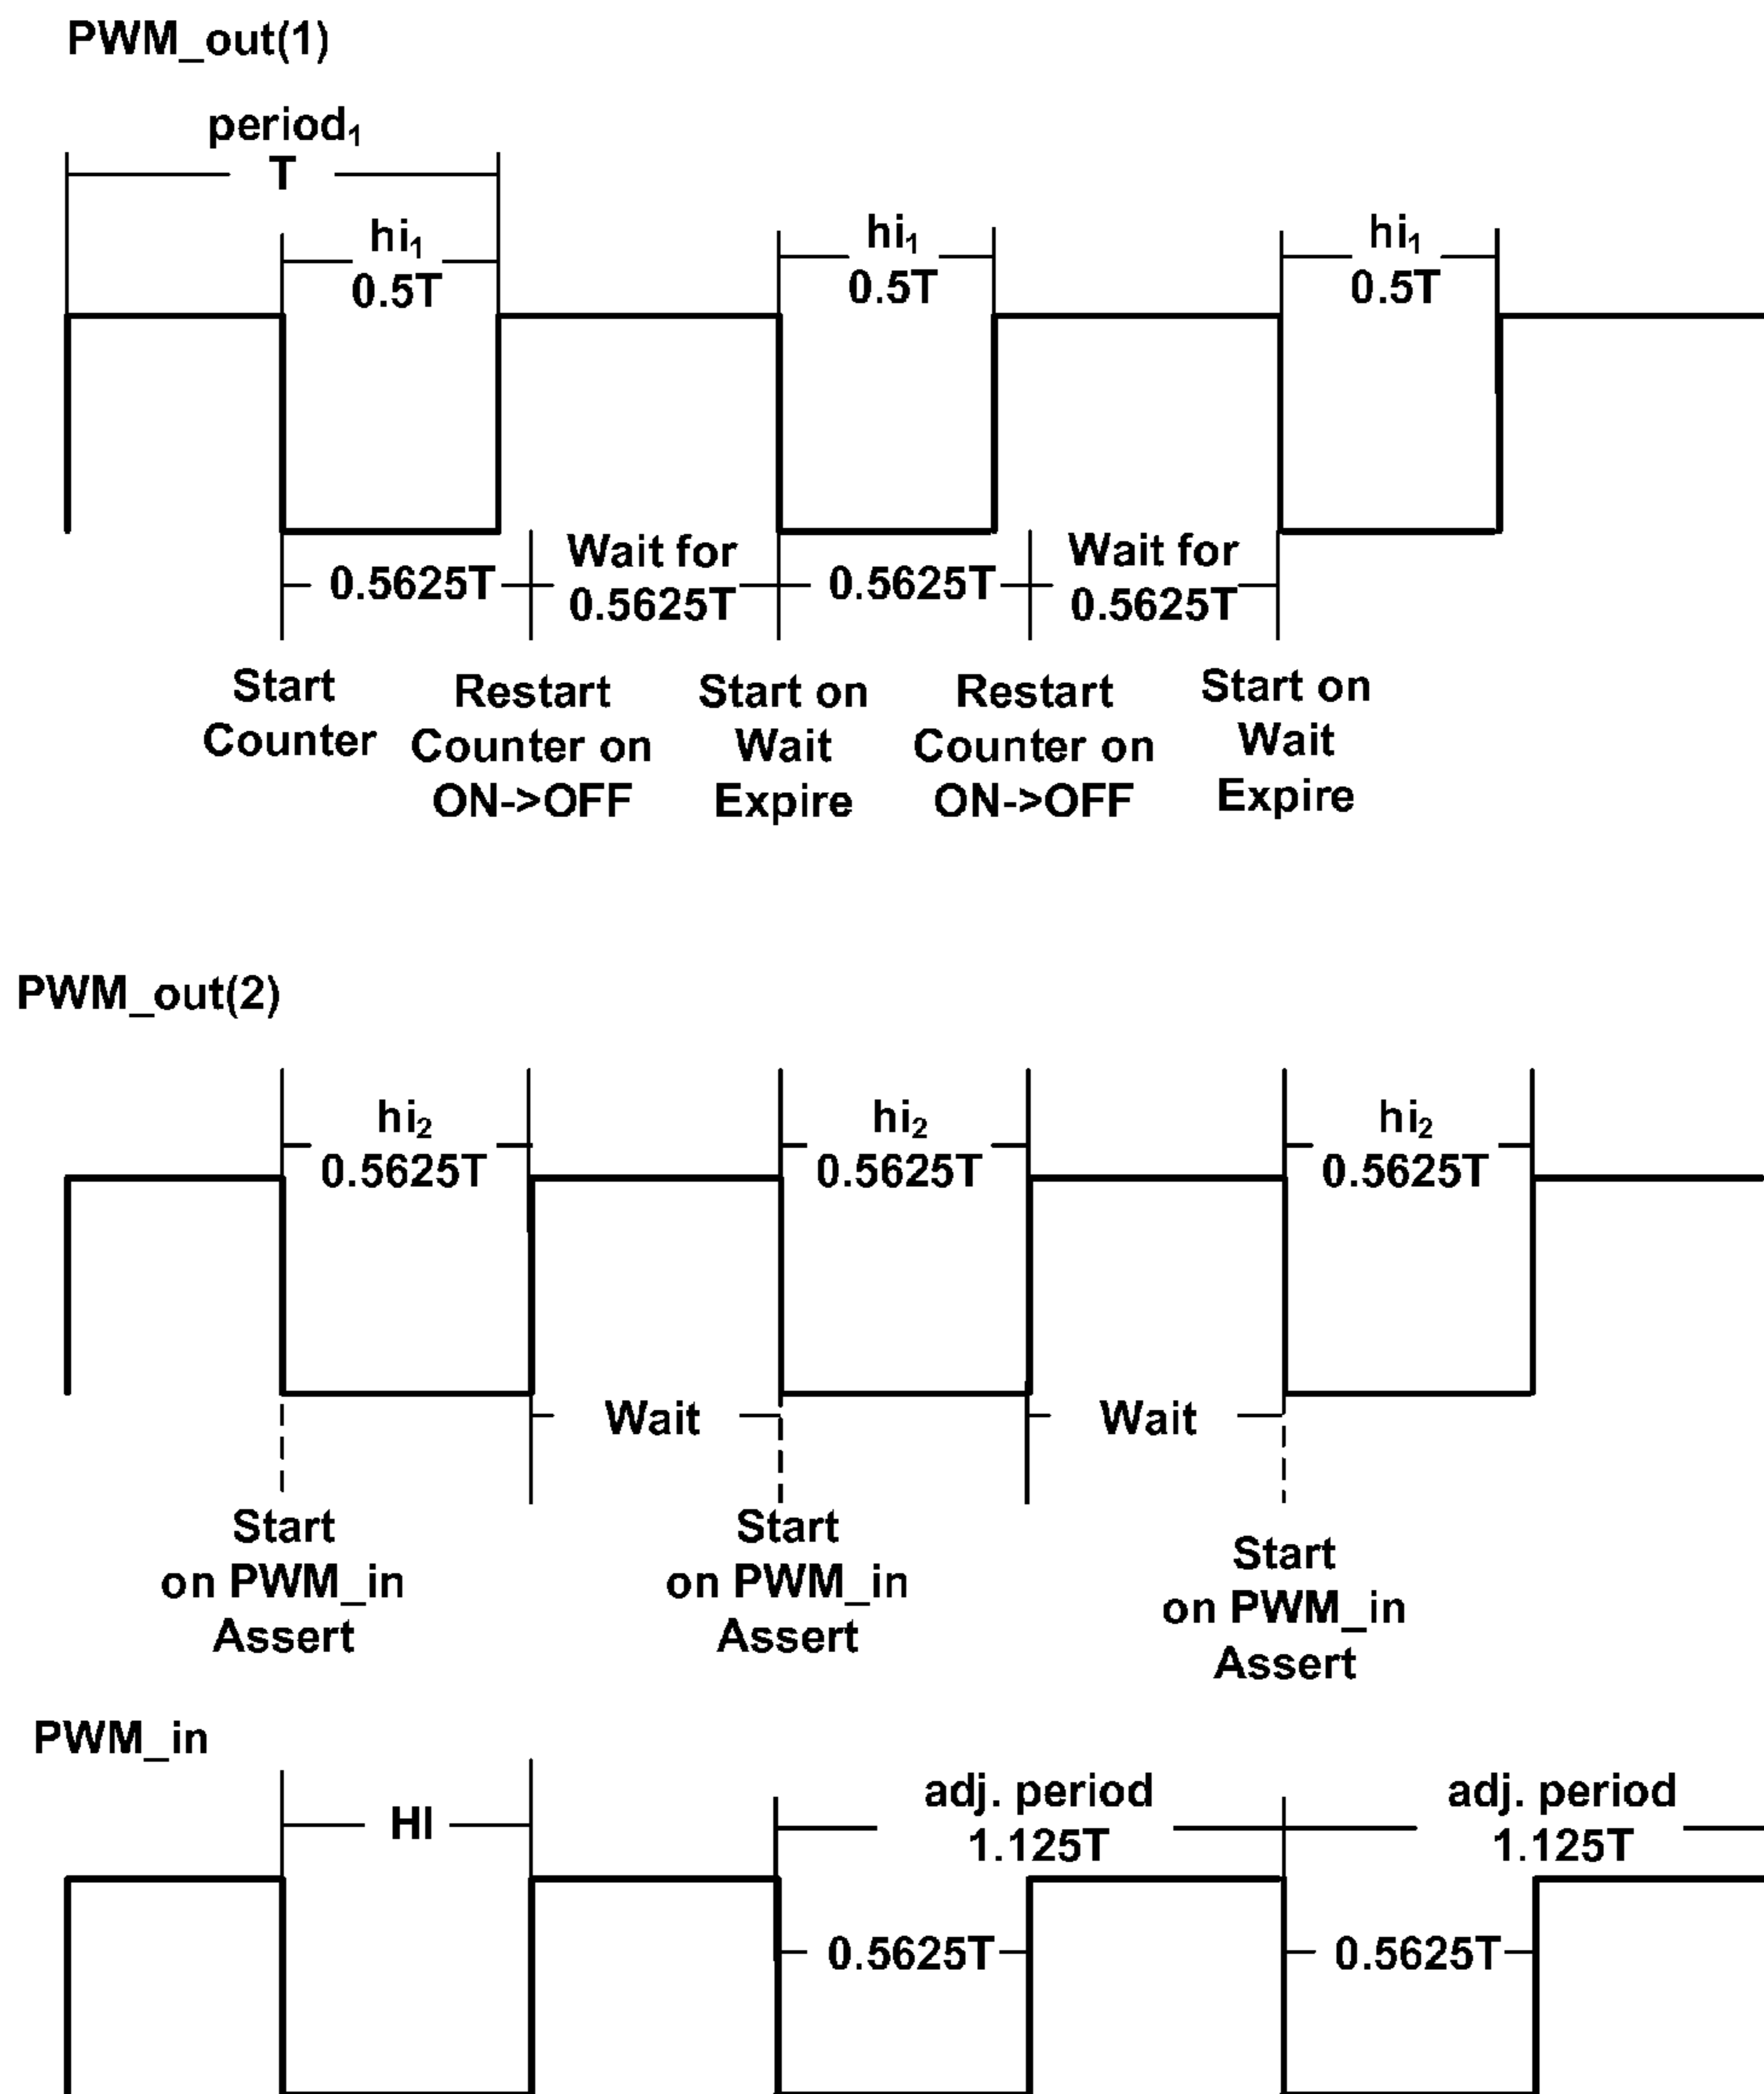 PWM_out(1)
period1
T
hi1
0.5T
hi1
0.5T
hi1
0.5T
0.5625T
Wait for
0.5625T
0.5625T
Wait for
0.5625T
Start
Counter
Restart
Counter on
ON->OFF
Start on
Wait
Expire
Restart
Counter on
ON->OFF
Start on
Wait
Expire
PWM_out(2)
hi2
0.5625T
hi2
0.5625T
hi2
0.5625T
Wait
Wait
Start
on PWM_in
Assert
Start
on PWM_in
Assert
Start
on PWM_in
Assert
PWM_in
HI
adj. period
1.125T
adj. period
1.125T
0.5625T
0.5625T